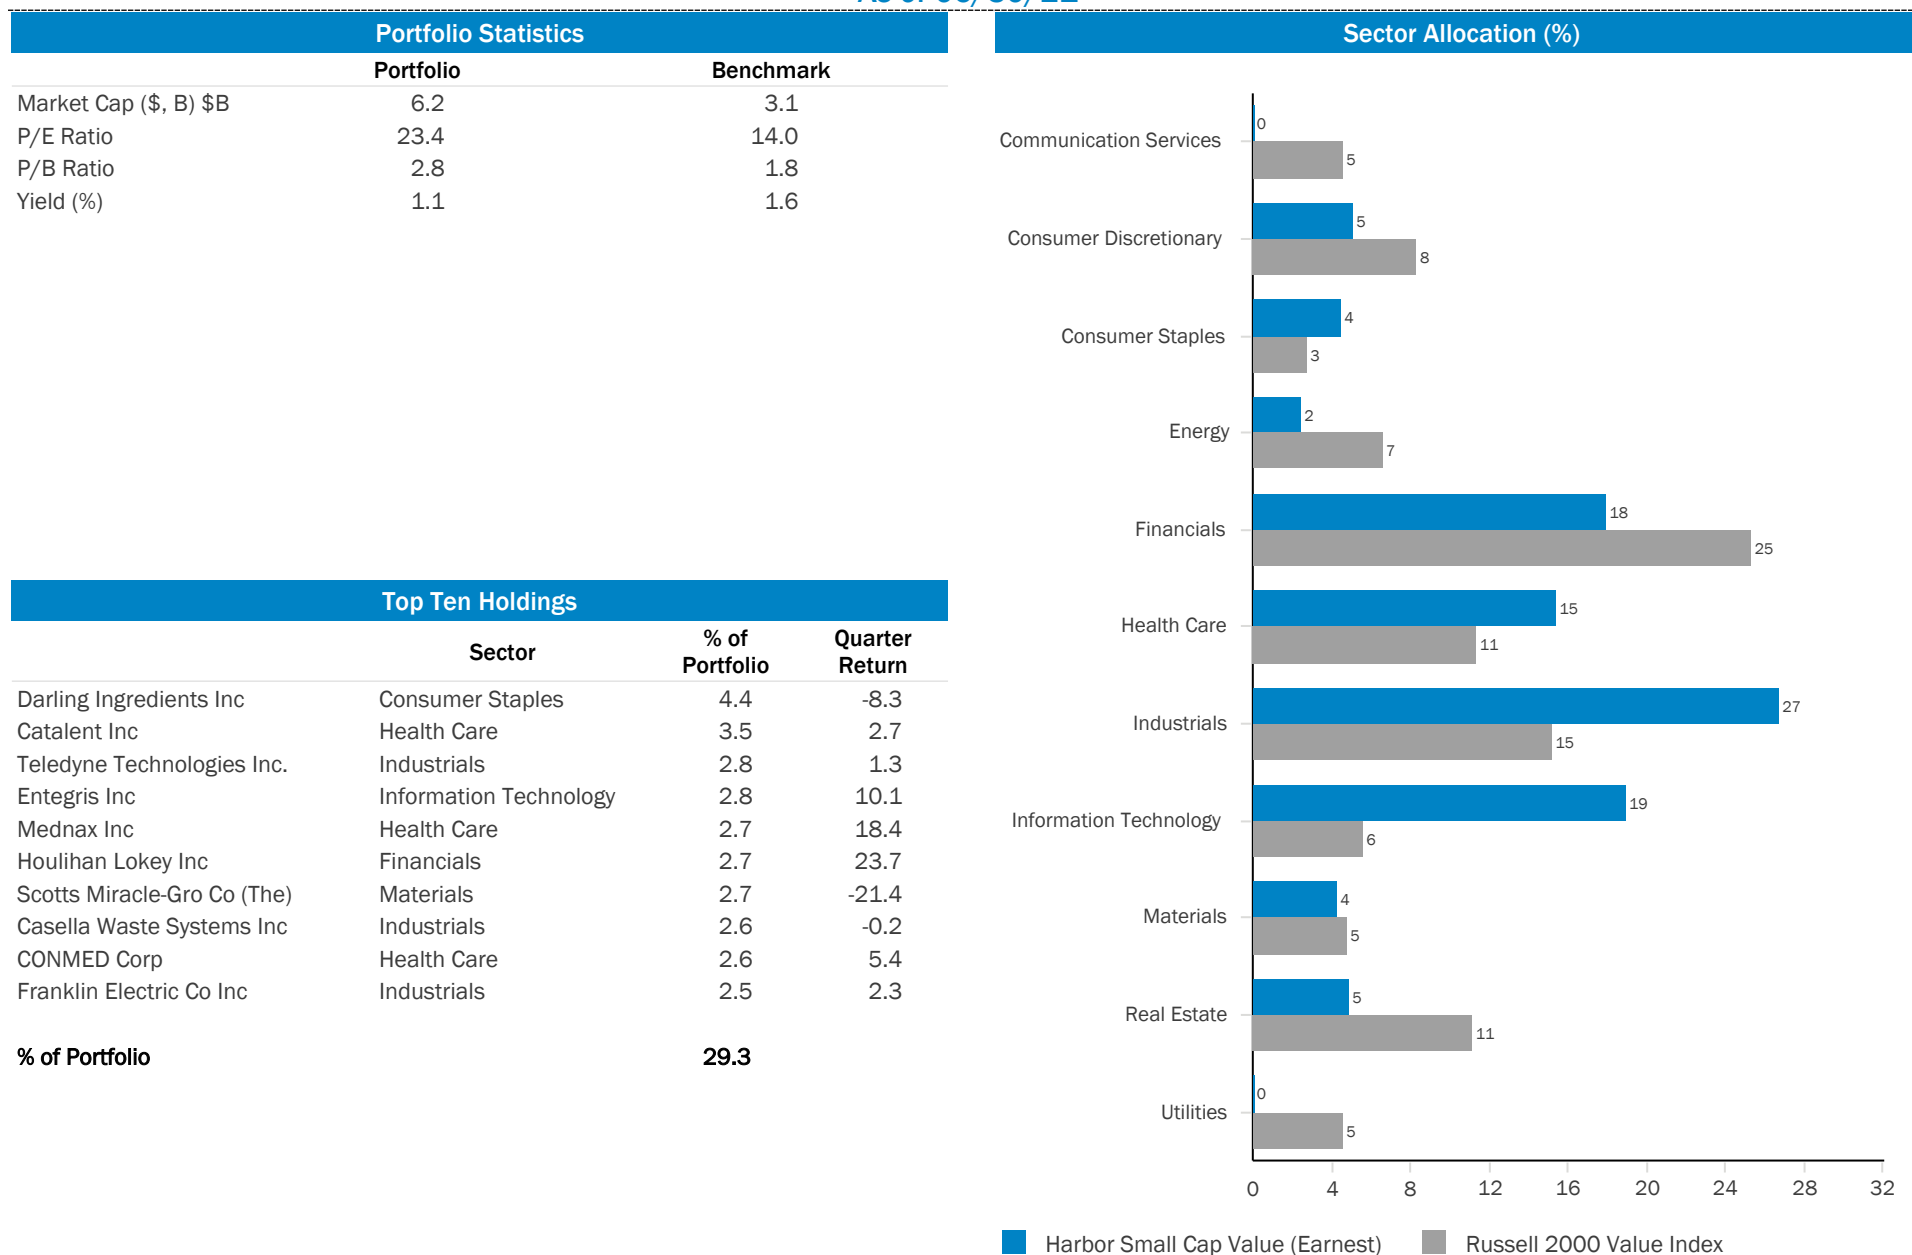 Portfolio Statistics
Portfolio Benchmark
Market Cap ($, B) $B 6.2 3.1
P/E Ratio 23.4 14.0
P/B Ratio 2.8 1.8
Yield (%) 1.1 1.6
Top Ten Holdings
Sector % of Portfolio Quarter Return
Darling Ingredients Inc Consumer Staples 4.4 -8.3
Catalent Inc Health Care 3.5 2.7
Teledyne Technologies Inc. Industrials 2.8 1.3
Entegris Inc Information Technology 2.8 10.1
Mednax Inc Health Care 2.7 18.4
Houlihan Lokey Inc Financials 2.7 23.7
Scotts Miracle-Gro Co (The) Materials 2.7 -21.4
Casella Waste Systems Inc Industrials 2.6 -0.2
CONMED Corp Health Care 2.6 5.4
Franklin Electric Co Inc Industrials 2.5 2.3
% of Portfolio 29.3
Sector Allocation (%)
Communication Services 0 5
Consumer Discretionary 5 8
Consumer Staples 4 3
Energy 2 7
Financials 18 25
Health Care 15 11
Industrials 27 15
Information Technology 19 6
Materials 4 5
Real Estate 5 11
Utilities 0 5
0 4 8 12 16 20 24 28 32
Harbor Small Cap Value (Earnest) Russell 2000 Value Index